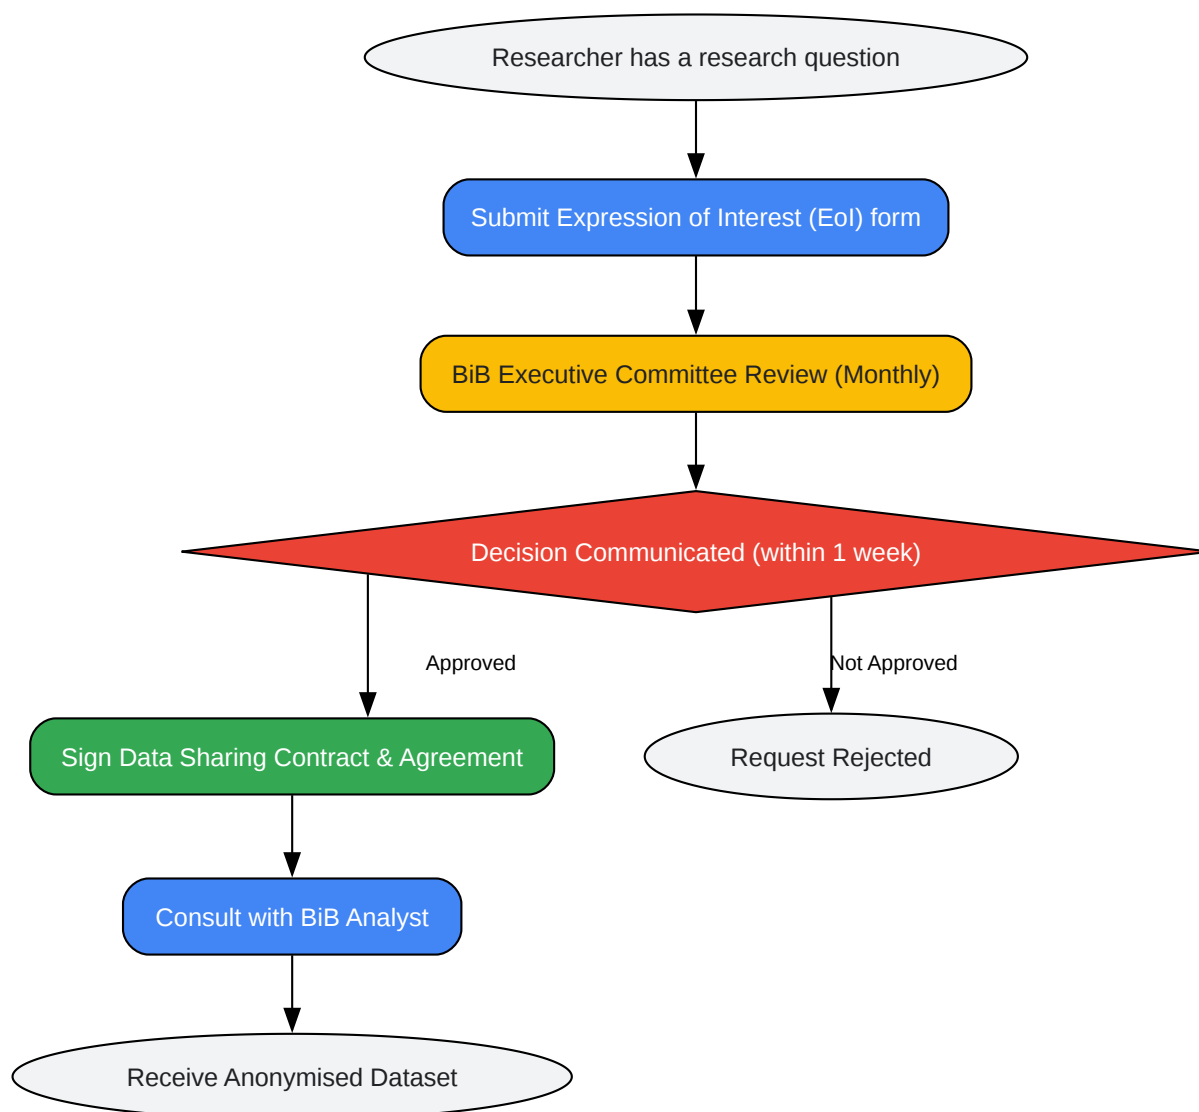 Researcher has a research question
Submit Expression of Interest (EoI) form
BiB Executive Committee Review (Monthly)
Decision Communicated (within 1 week)
Approved
Not Approved
Sign Data Sharing Contract & Agreement
Request Rejected
Consult with BiB Analyst
Receive Anonymised Dataset